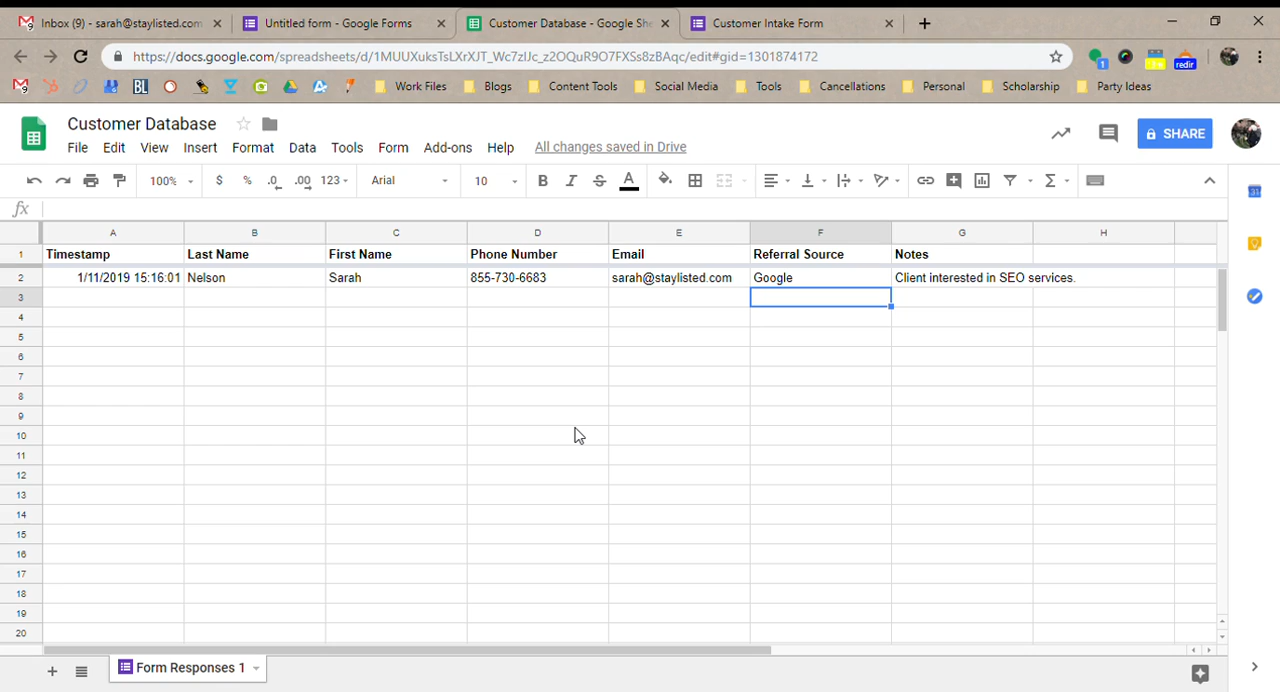 Inbox (9) - sarah@staylisted.com
Untitled form - Google Forms
Customer Database - Google She
Customer Intake Form
https://docs.google.com/spreadsheets/d/1MUUXuksTsLXrXJT_Wc7zlJc_z2OQuR9O7FXSs8zBAqc/edit#gid=1301874172
1
redir
9
BL
Work Files
Blogs
Content Tools
Social Media
Tools
Cancellations
Personal
Scholarship
Party Ideas
Customer Database
File Edit View Insert Format Data Tools Form Add-ons Help All changes saved in Drive
SHARE
100% $ % .0 .00 123 Arial 10 B I S A Σ
fx
A B C D E F G H
1 Timestamp Last Name First Name Phone Number Email Referral Source Notes
2 1/11/2019 15:16:01 Nelson Sarah 855-730-6683 sarah@staylisted.com Google Client interested in SEO services.
3
4
5
6
7
8
9
10
11
12
13
14
15
16
17
18
19
20
Form Responses 1
31